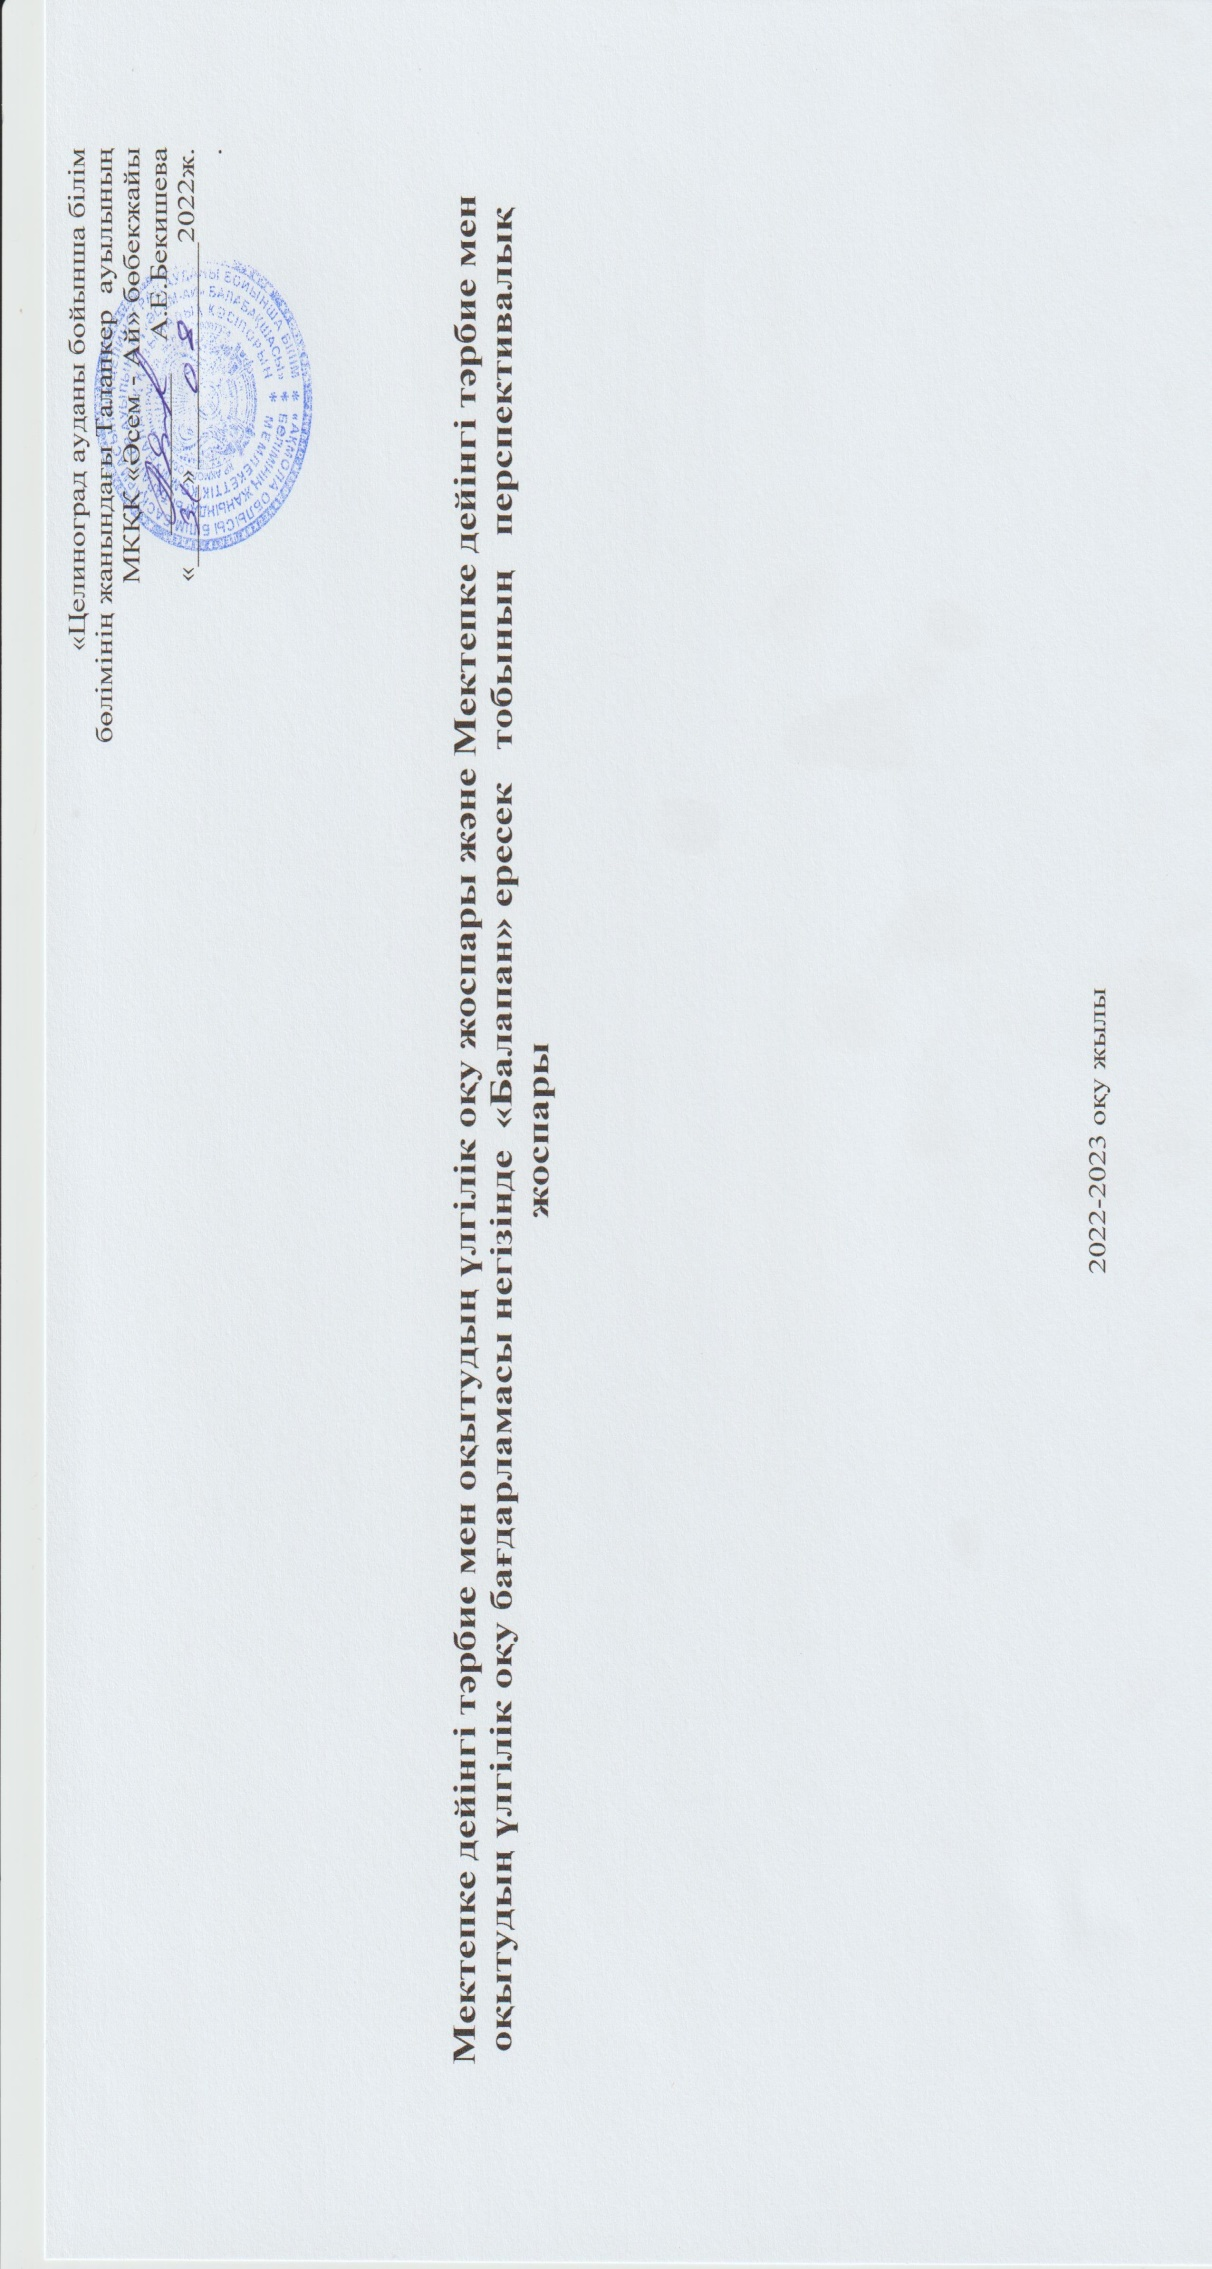 «Целиноград ауданы бойынша білім
бөлімінің жанындағы Талапкер ауылының
МКҚК «Әсем - Ай» бөбекжайы
А.Е.Бекишева
« » 08 2022ж.
.
Мектепке дейінгі тәрбие мен оқытудың үлгілік оқу жоспары және Мектепке дейінгі тәрбие мен
оқытудың үлгілік оқу бағдарламасы негізінде «Балапан» ересек тобының перспективалық
жоспары
2022-2023 оқу жылы